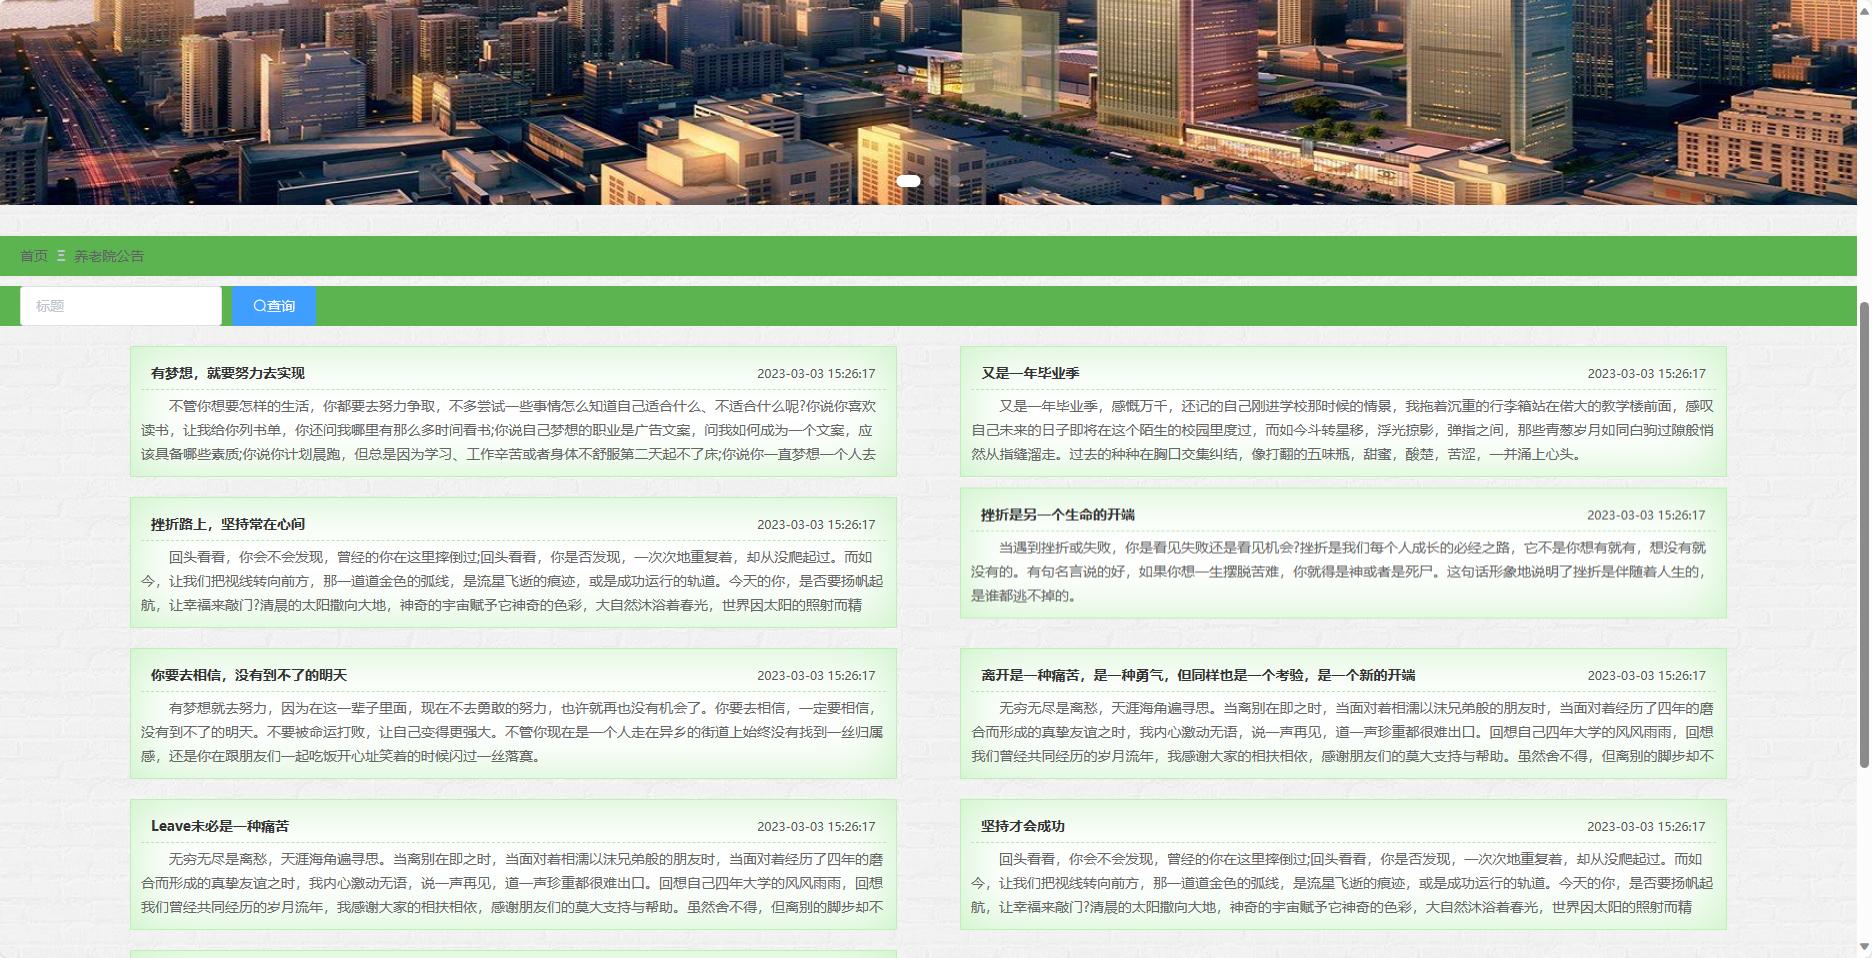 首页 Ξ 养老院公告
标题 查询
有梦想，就要努力去实现 2023-03-03 15:26:17
不管你想要怎样的生活，你都要去努力争取，不多尝试一些事情怎么知道自己适合什么、不适合什么呢?你说你喜欢
读书，让我给你列书单，你还问我哪里有那么多时间看书;你说自己梦想的职业是广告文案，问我如何成为一个文案，应
该具备哪些素质;你说你计划晨跑，但总是因为学习、工作辛苦或者身体不舒服第二天起不了床;你说你一直梦想一个人去
又是一年毕业季 2023-03-03 15:26:17
又是一年毕业季，感慨万千，还记的自己刚进学校那时候的情景，我拖着沉重的行李箱站在偌大的教学楼前面，感叹
自己未来的日子即将在这个陌生的校园里度过，而如今斗转星移，浮光掠影，弹指之间，那些青葱岁月如同白驹过隙般悄
然从指缝溜走。过去的种种在胸口交集纠结，像打翻的五味瓶，甜蜜，酸楚，苦涩，一并涌上心头。
挫折路上，坚持常在心间 2023-03-03 15:26:17
回头看看，你会不会发现，曾经的你在这里摔倒过;回头看看，你是否发现，一次次地重复着，却从没爬起过。而如
今，让我们把视线转向前方，那一道道金色的弧线，是流星飞逝的痕迹，或是成功运行的轨道。今天的你，是否要扬帆起
航，让幸福来敲门?清晨的太阳撒向大地，神奇的宇宙赋予它神奇的色彩，大自然沐浴着春光，世界因太阳的照射而精
挫折是另一个生命的开端 2023-03-03 15:26:17
当遇到挫折或失败，你是看见失败还是看见机会?挫折是我们每个人成长的必经之路，它不是你想有就有，想没有就
没有的。有句名言说的好，如果你想一生摆脱苦难，你就得是神或者是死尸。这句话形象地说明了挫折是伴随着人生的，
是谁都逃不掉的。
你要去相信，没有到不了的明天 2023-03-03 15:26:17
有梦想就去努力，因为在这一辈子里面，现在不去勇敢的努力，也许就再也没有机会了。你要去相信，一定要相信，
没有到不了的明天。不要被命运打败，让自己变得更强大。不管你现在是一个人走在异乡的街道上始终没有找到一丝归属
感，还是你在跟朋友们一起吃饭开心址笑着的时候闪过一丝落寞。
离开是一种痛苦，是一种勇气，但同样也是一个考验，是一个新的开端 2023-03-03 15:26:17
无穷无尽是离愁，天涯海角遍寻思。当离别在即之时，当面对着相濡以沫兄弟般的朋友时，当面对着经历了四年的磨
合而形成的真挚友谊之时，我内心激动无语，说一声再见，道一声珍重都很难出口。回想自己四年大学的风风雨雨，回想
我们曾经共同经历的岁月流年，我感谢大家的相扶相依，感谢朋友们的莫大支持与帮助。虽然舍不得，但离别的脚步却不
Leave未必是一种痛苦 2023-03-03 15:26:17
无穷无尽是离愁，天涯海角遍寻思。当离别在即之时，当面对着相濡以沫兄弟般的朋友时，当面对着经历了四年的磨
合而形成的真挚友谊之时，我内心激动无语，说一声再见，道一声珍重都很难出口。回想自己四年大学的风风雨雨，回想
我们曾经共同经历的岁月流年，我感谢大家的相扶相依，感谢朋友们的莫大支持与帮助。虽然舍不得，但离别的脚步却不
坚持才会成功 2023-03-03 15:26:17
回头看看，你会不会发现，曾经的你在这里摔倒过;回头看看，你是否发现，一次次地重复着，却从没爬起过。而如
今，让我们把视线转向前方，那一道道金色的弧线，是流星飞逝的痕迹，或是成功运行的轨道。今天的你，是否要扬帆起
航，让幸福来敲门?清晨的太阳撒向大地，神奇的宇宙赋予它神奇的色彩，大自然沐浴着春光，世界因太阳的照射而精